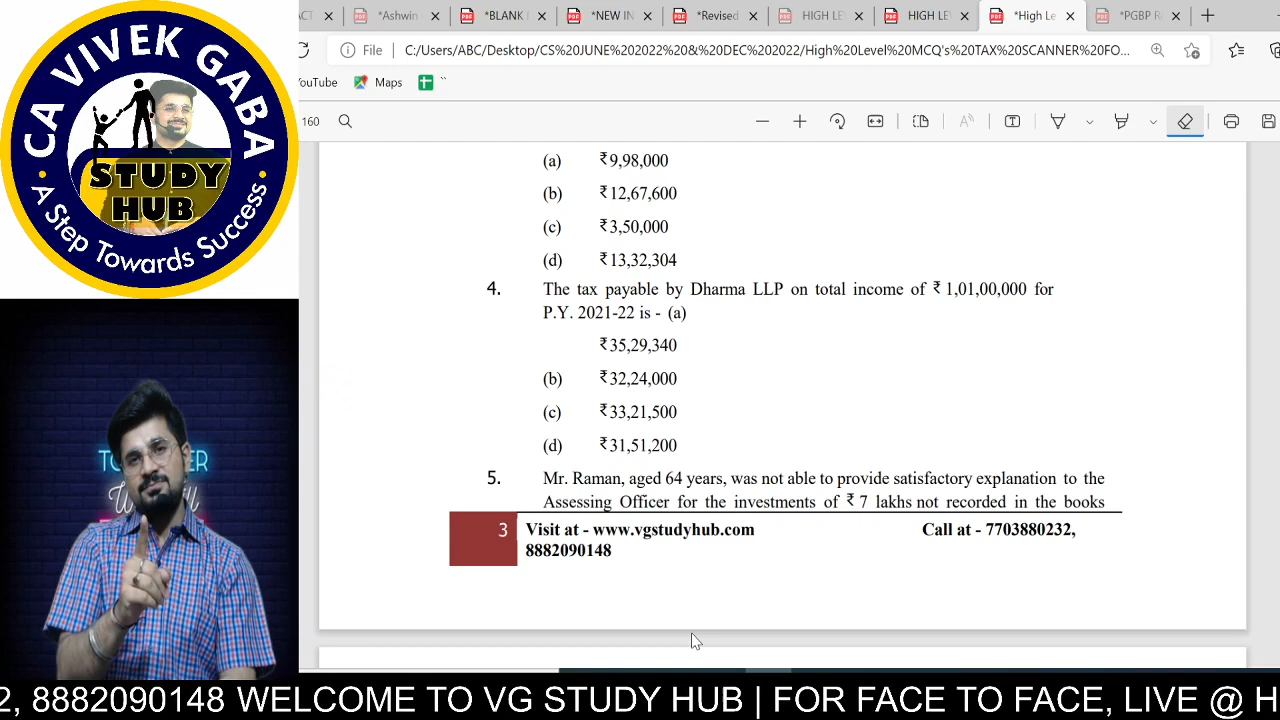 CA VIVEK GABA
STUDY
HUB
A Step Towards Success
*Ashwin
*BLANK
*NEW IN
*Revised
HIGH
HIGH LE
*High Le
*PGBP R
File
C:/Users/ABC/Desktop/CS%20JUNE%202022%20&%20DEC%202022/High%20Level%20MCQ's%20TAX%20SCANNER%20FO...
ouTube
Maps
``
160
(a) ₹9,98,000
(b) ₹12,67,600
(c) ₹3,50,000
(d) ₹13,32,304
4. The tax payable by Dharma LLP on total income of ₹ 1,01,00,000 for
P.Y. 2021-22 is - (a)
₹35,29,340
(b) ₹32,24,000
(c) ₹33,21,500
(d) ₹31,51,200
5. Mr. Raman, aged 64 years, was not able to provide satisfactory explanation to the
Assessing Officer for the investments of ₹ 7 lakhs not recorded in the books
3 Visit at - www.vgstudyhub.com Call at - 7703880232,
8882090148
2, 8882090148 WELCOME TO VG STUDY HUB | FOR FACE TO FACE, LIVE @ H